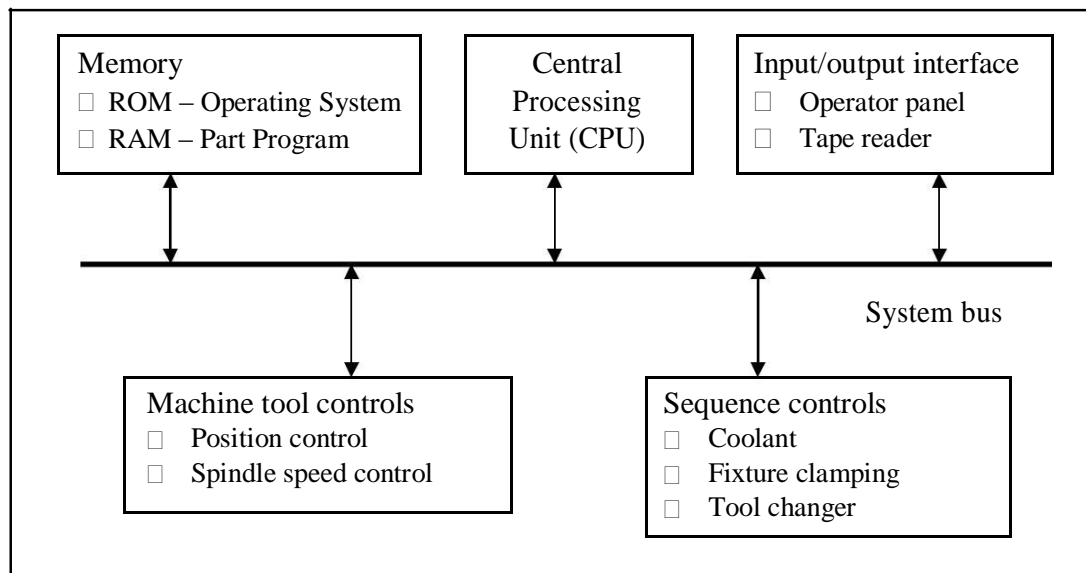 Memory
□ ROM – Operating System
□ RAM – Part Program
Central
Processing
Unit (CPU)
Input/output interface
□ Operator panel
□ Tape reader
System bus
Machine tool controls
□ Position control
□ Spindle speed control
Sequence controls
□ Coolant
□ Fixture clamping
□ Tool changer